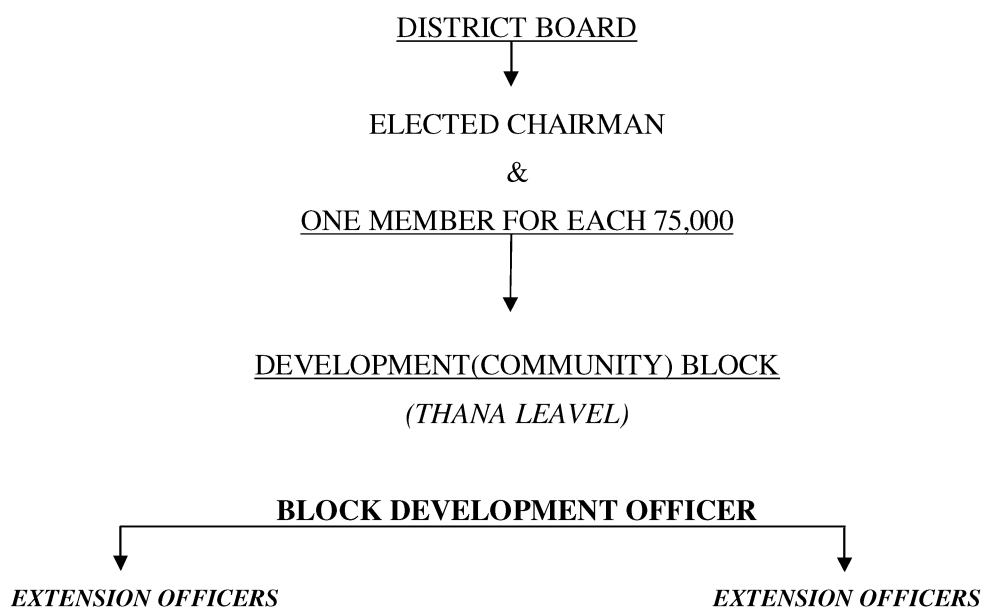 DISTRICT BOARD
ELECTED CHAIRMAN
&
ONE MEMBER FOR EACH 75,000
DEVELOPMENT(COMMUNITY) BLOCK
(THANA LEAVEL)
BLOCK DEVELOPMENT OFFICER
EXTENSION OFFICERS EXTENSION OFFICERS